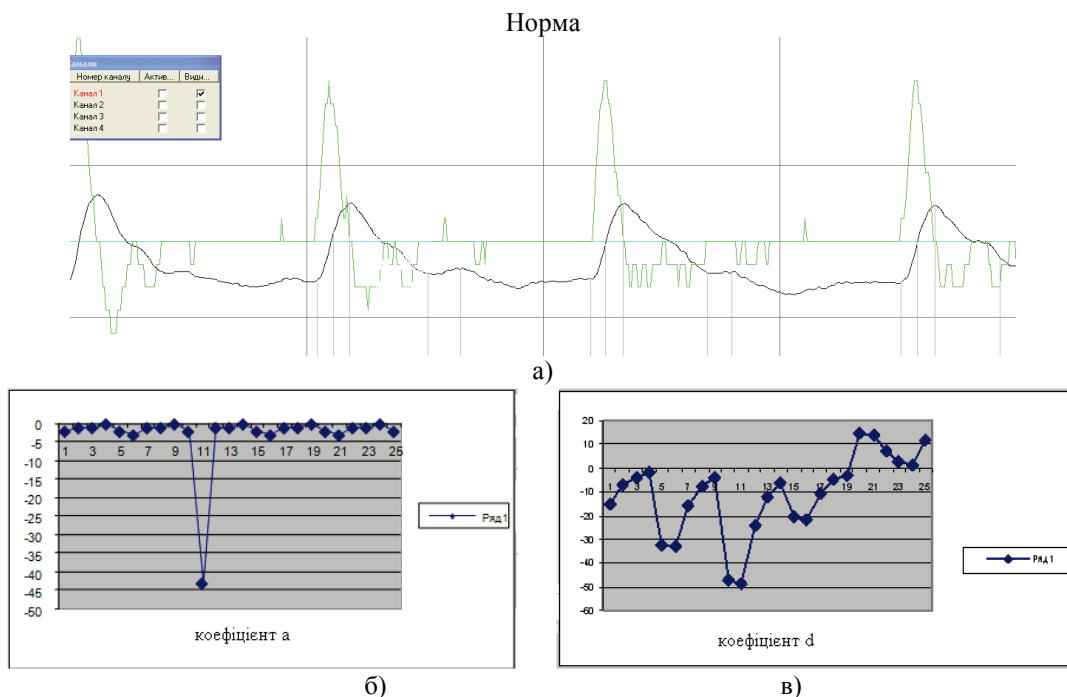 Норма
Канали
Номер каналу Актив... Види...
Канал 1
Канал 2
Канал 3
Канал 4
а)
0
-5
-10
-15
-20
-25
-30
-35
-40
-45
-50
1 3 5 7 9 11 13 15 17 19 21 23 25
Ряд1
коефіцієнт а
б)
20
10
0
-10
-20
-30
-40
-50
-60
1 3 5 7 9 11 13 15 17 19 21 23 25
Ряд1
коефіцієнт d
в)